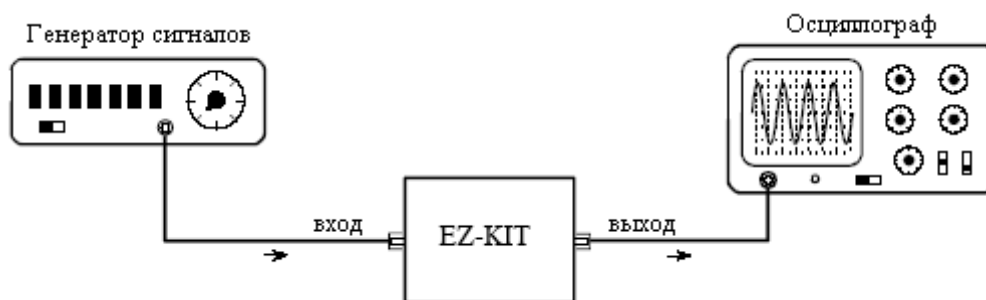 Генератор сигналов
Осциллограф
вход
EZ-KIT
выход